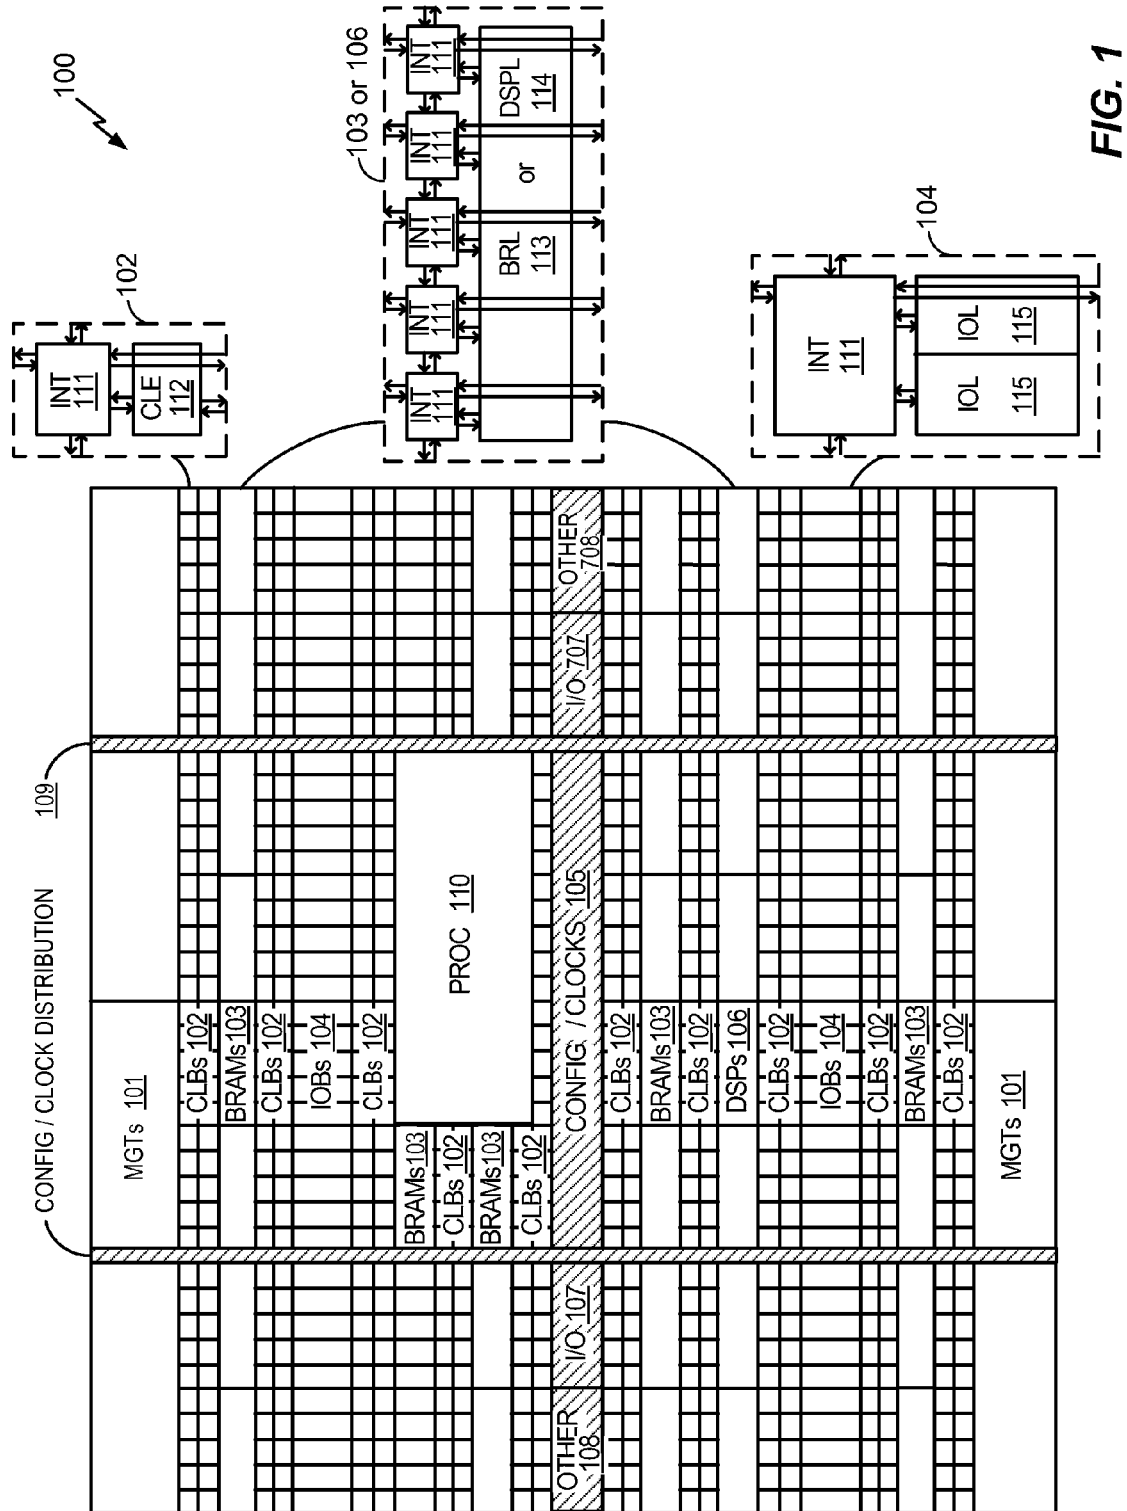 100
CONFIG / CLOCK DISTRIBUTION
109
MGTs 101
CLBs 102
BRAMs 103
CLBs 102
IOBs 104
CLBs 102
BRAMs 103
CLBs 102
BRAMs 103
CLBs 102
PROC 110
OTHER
108
I/O 107
CONFIG / CLOCKS 105
I/O 707
OTHER
708
CLBs 102
BRAMs 103
CLBs 102
DSPs 106
CLBs 102
IOBs 104
CLBs 102
BRAMs 103
CLBs 102
MGTs 101
102
INT
111
CLE
112
103 or 106
INT
111
INT
111
INT
111
INT
111
INT
111
BRL
113
or
DSPL
114
104
INT
111
IOL
115
IOL
115
FIG. 1